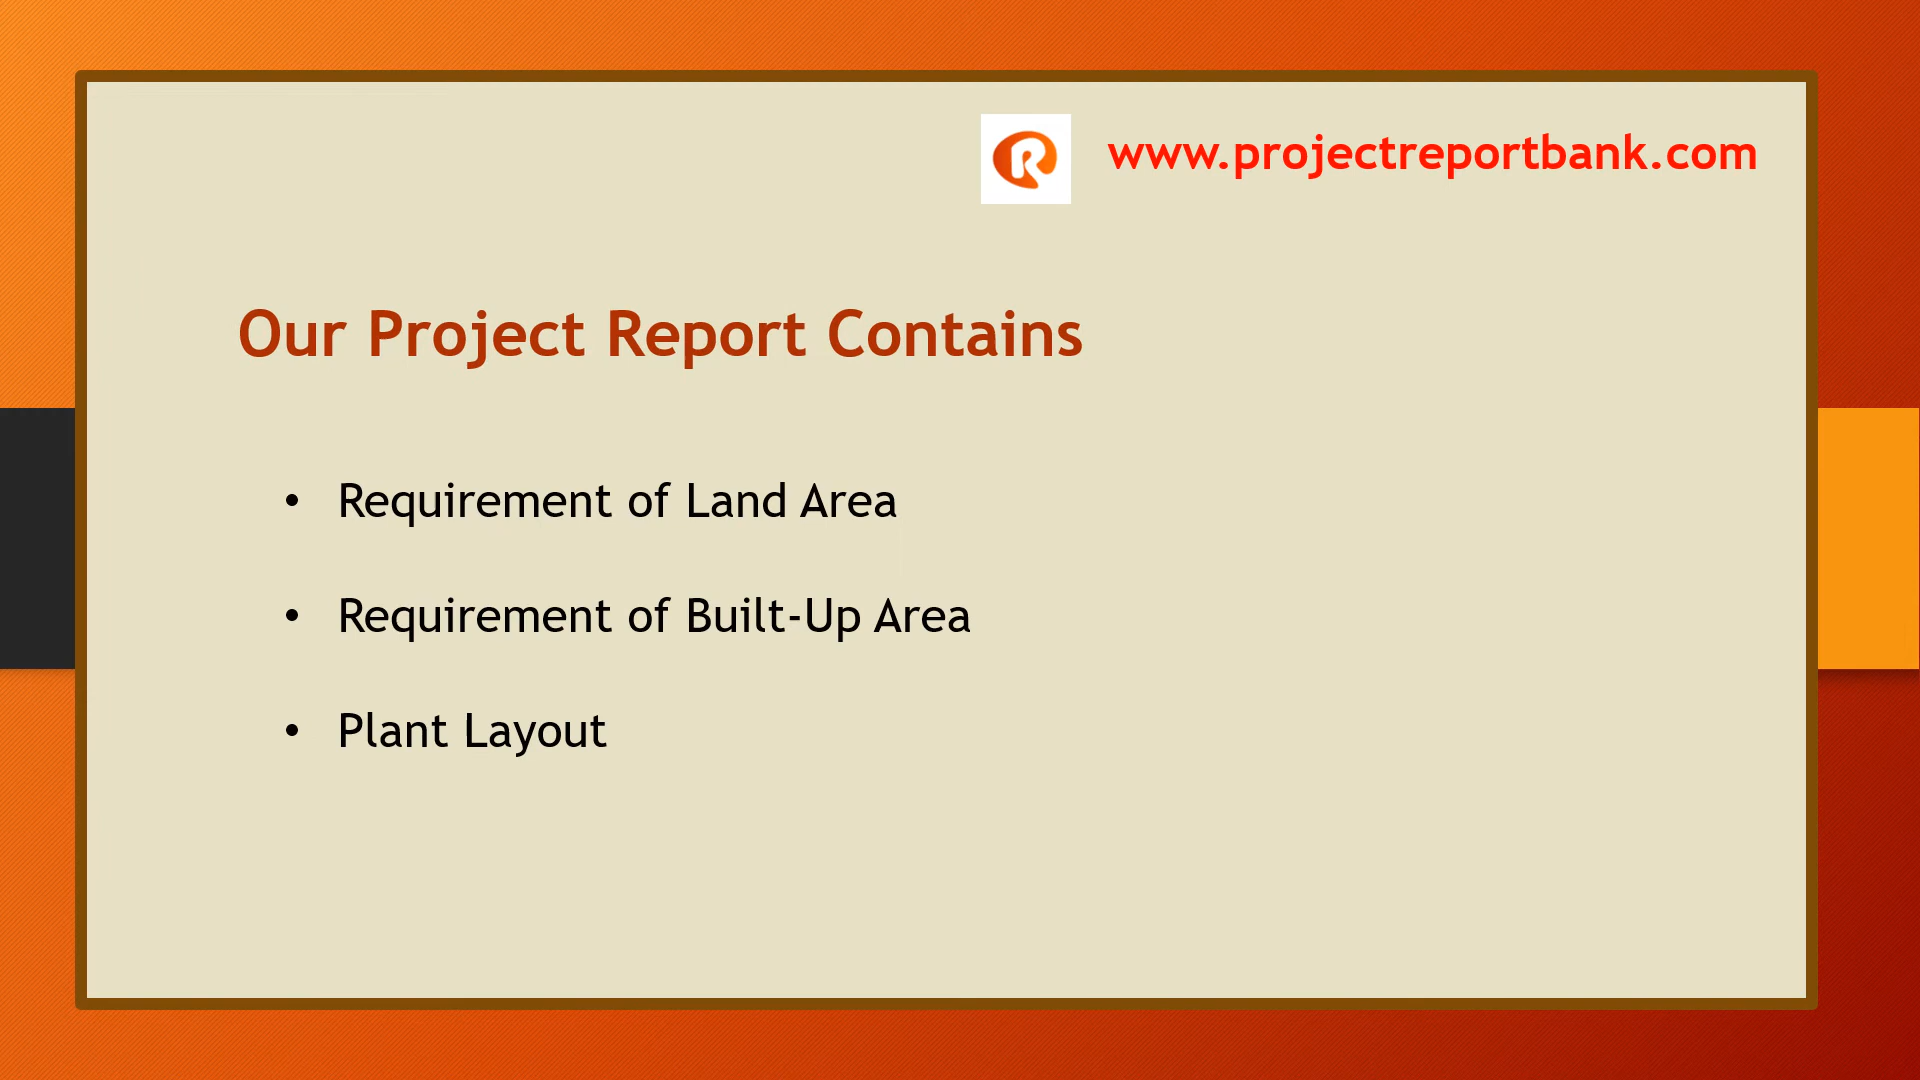 www.projectreportbank.com
Our Project Report Contains
• Requirement of Land Area
• Requirement of Built-Up Area
• Plant Layout